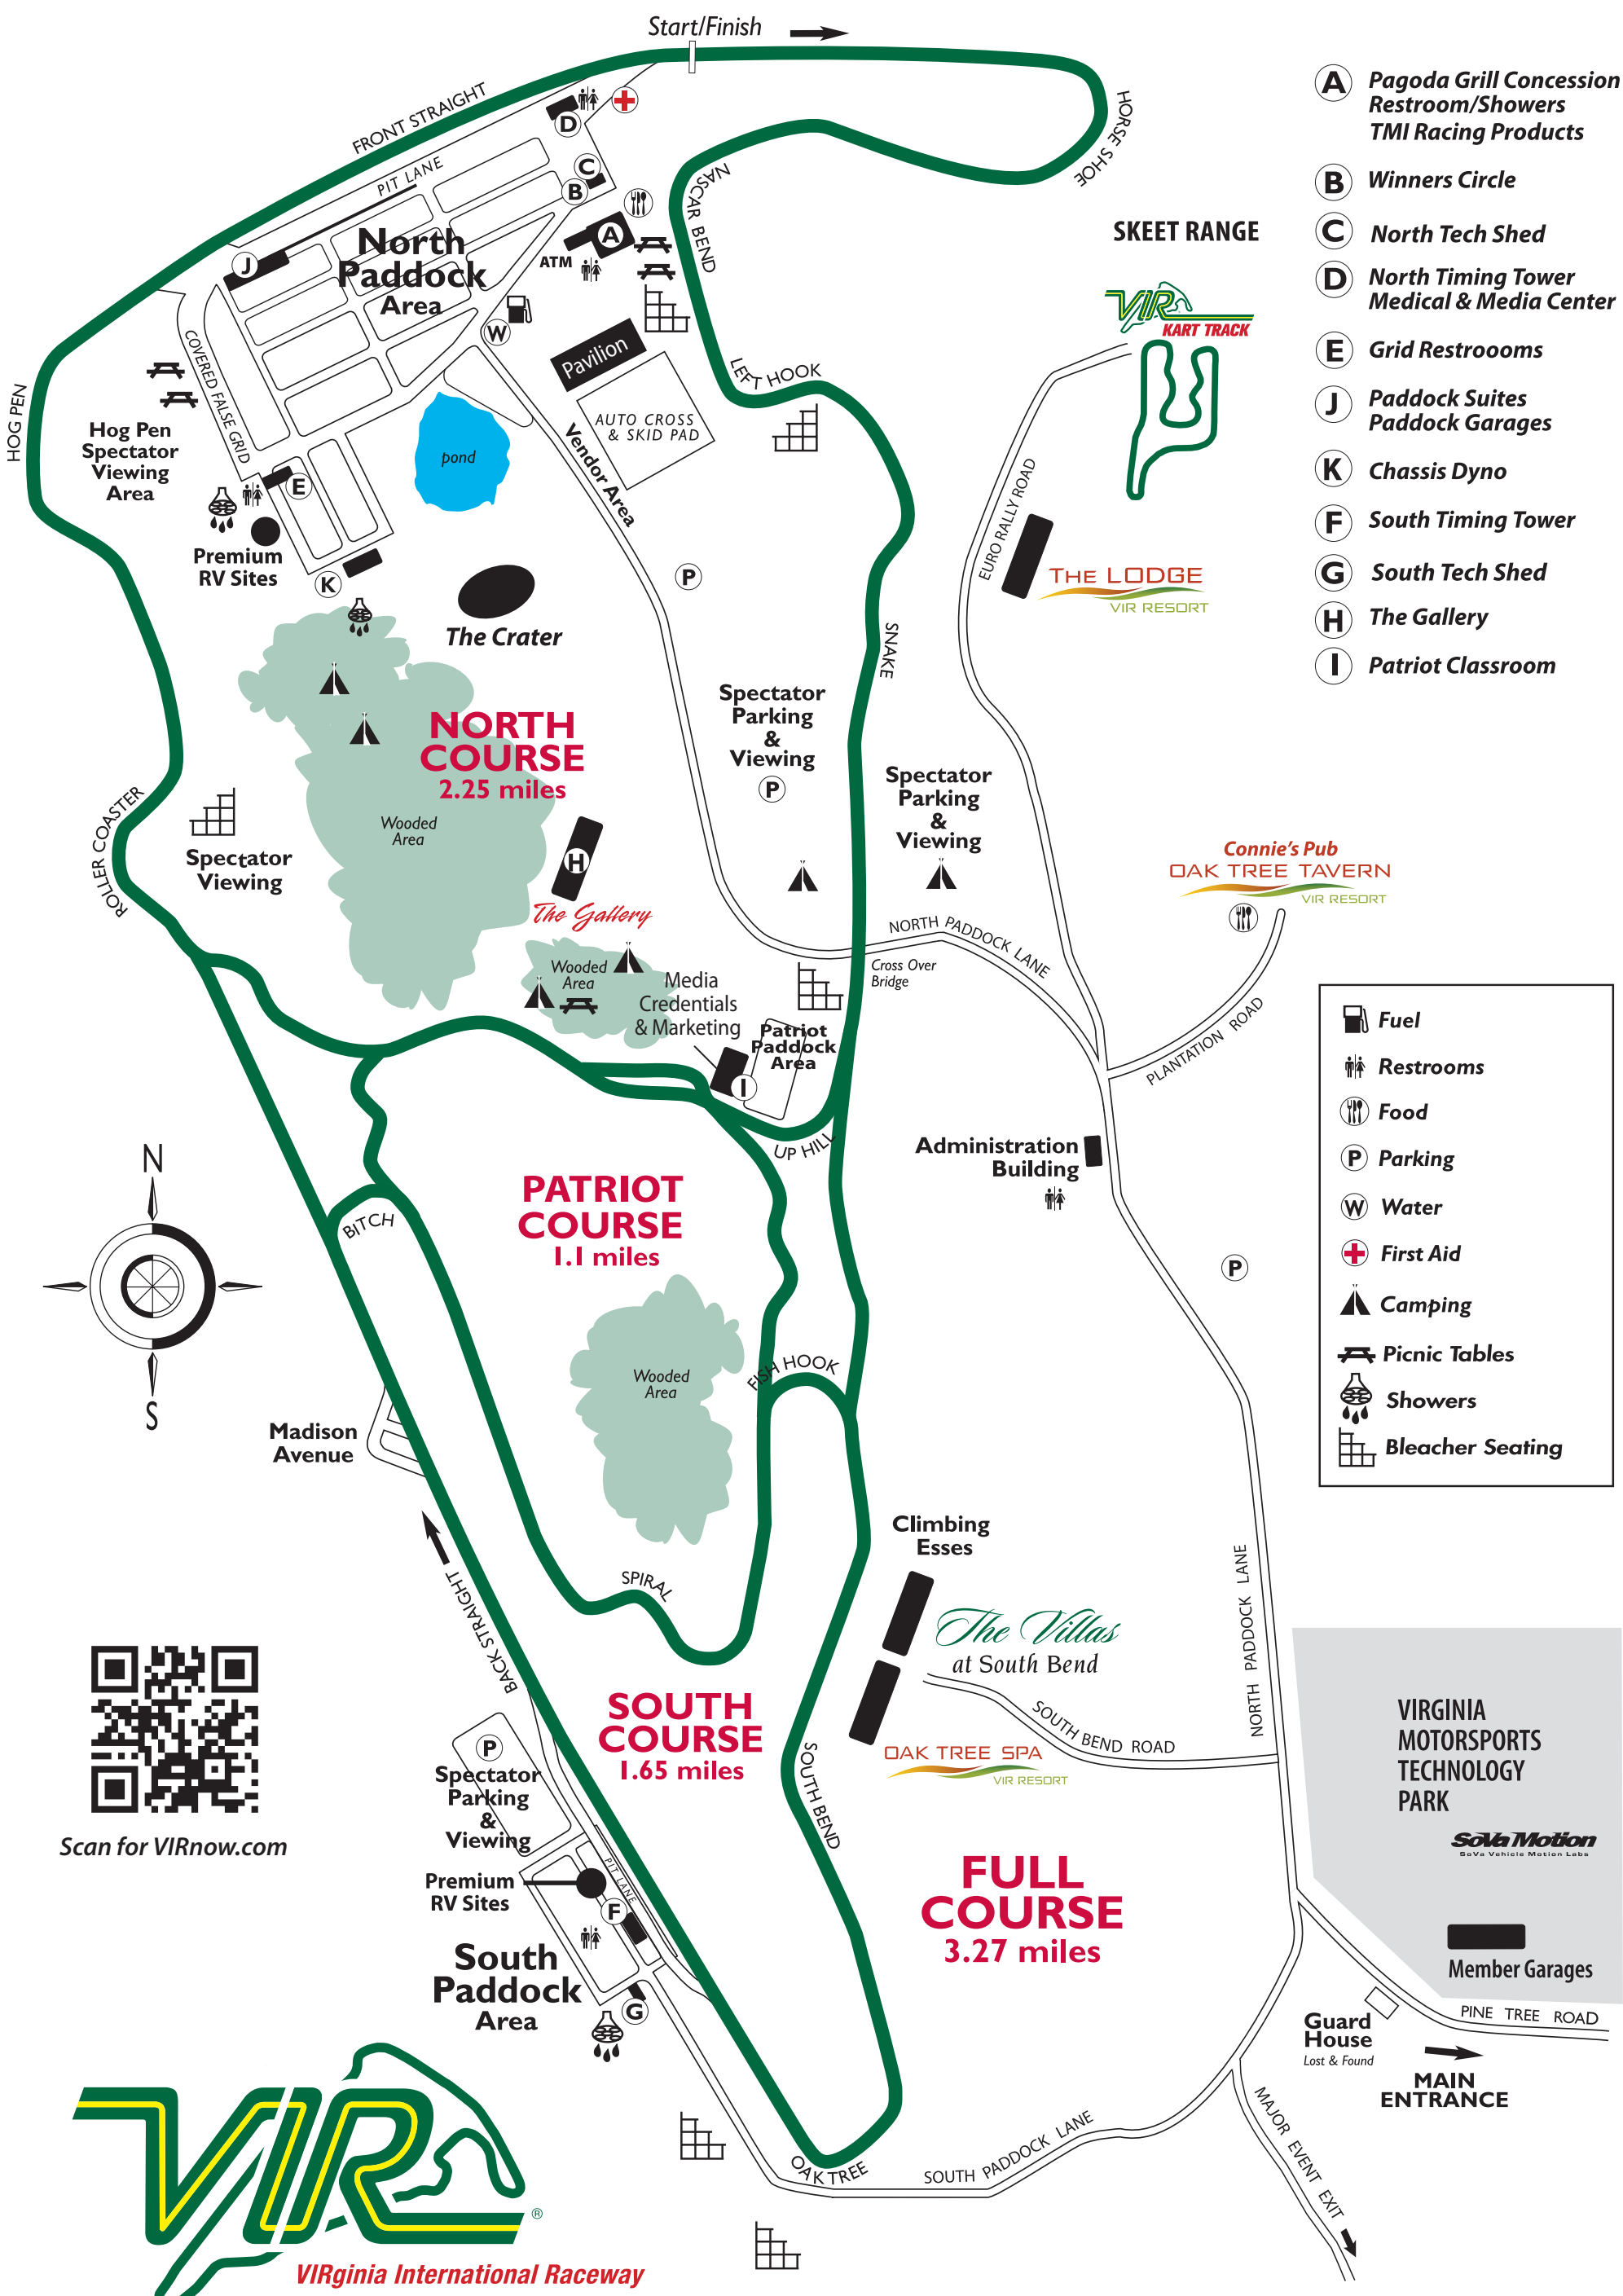 Start/Finish
FRONT STRAIGHT
PIT LANE
HORSE SHOE
NASCAR BEND
D
C
B
A
ATM
J
North
Paddock
Area
W
Pavilion
AUTO CROSS
& SKID PAD
LEFT HOOK
Vendor Area
pond
HOG PEN
COVERED FALSE GRID
Hog Pen
Spectator
Viewing
Area
E
Premium
RV Sites
K
The Crater
P
SNAKE
SKEET RANGE
VIR
KART TRACK
EURO RALLY ROAD
THE LODGE
VIR RESORT
A Pagoda Grill Concession
Restroom/Showers
TMI Racing Products
B Winners Circle
C North Tech Shed
D North Timing Tower
Medical & Media Center
E Grid Restroooms
J Paddock Suites
Paddock Garages
K Chassis Dyno
F South Timing Tower
G South Tech Shed
H The Gallery
I Patriot Classroom
NORTH
COURSE
2.25 miles
Wooded
Area
Spectator
Parking
&
Viewing
P
Spectator
Parking
&
Viewing
ROLLER COASTER
Spectator
Viewing
H
The Gallery
Wooded
Area
Media
Credentials
& Marketing
Patriot
Paddock
Area
I
NORTH PADDOCK LANE
Cross Over
Bridge
Connie's Pub
OAK TREE TAVERN
VIR RESORT
PLANTATION ROAD
UP HILL
Administration
Building
P
Fuel
Restrooms
Food
P Parking
W Water
First Aid
Camping
Picnic Tables
Showers
Bleacher Seating
N
S
BITCH
PATRIOT
COURSE
1.1 miles
Wooded
Area
FISH HOOK
Madison
Avenue
BACK STRAIGHT
SPIRAL
Climbing
Esses
The Villas
at South Bend
SOUTH BEND ROAD
NORTH PADDOCK LANE
OAK TREE SPA
VIR RESORT
SOUTH
COURSE
1.65 miles
SOUTH BEND
Scan for VIRnow.com
P
Spectator
Parking
&
Viewing
PIT LANE
Premium
RV Sites
F
South
Paddock
Area
G
FULL
COURSE
3.27 miles
VIRGINIA
MOTORSPORTS
TECHNOLOGY
PARK
SoVa Motion
SoVa Vehicle Motion Labs
Member Garages
PINE TREE ROAD
Guard
House
Lost & Found
MAIN
ENTRANCE
MAJOR EVENT EXIT
SOUTH PADDOCK LANE
OAK TREE
VIR
®
VIRginia International Raceway